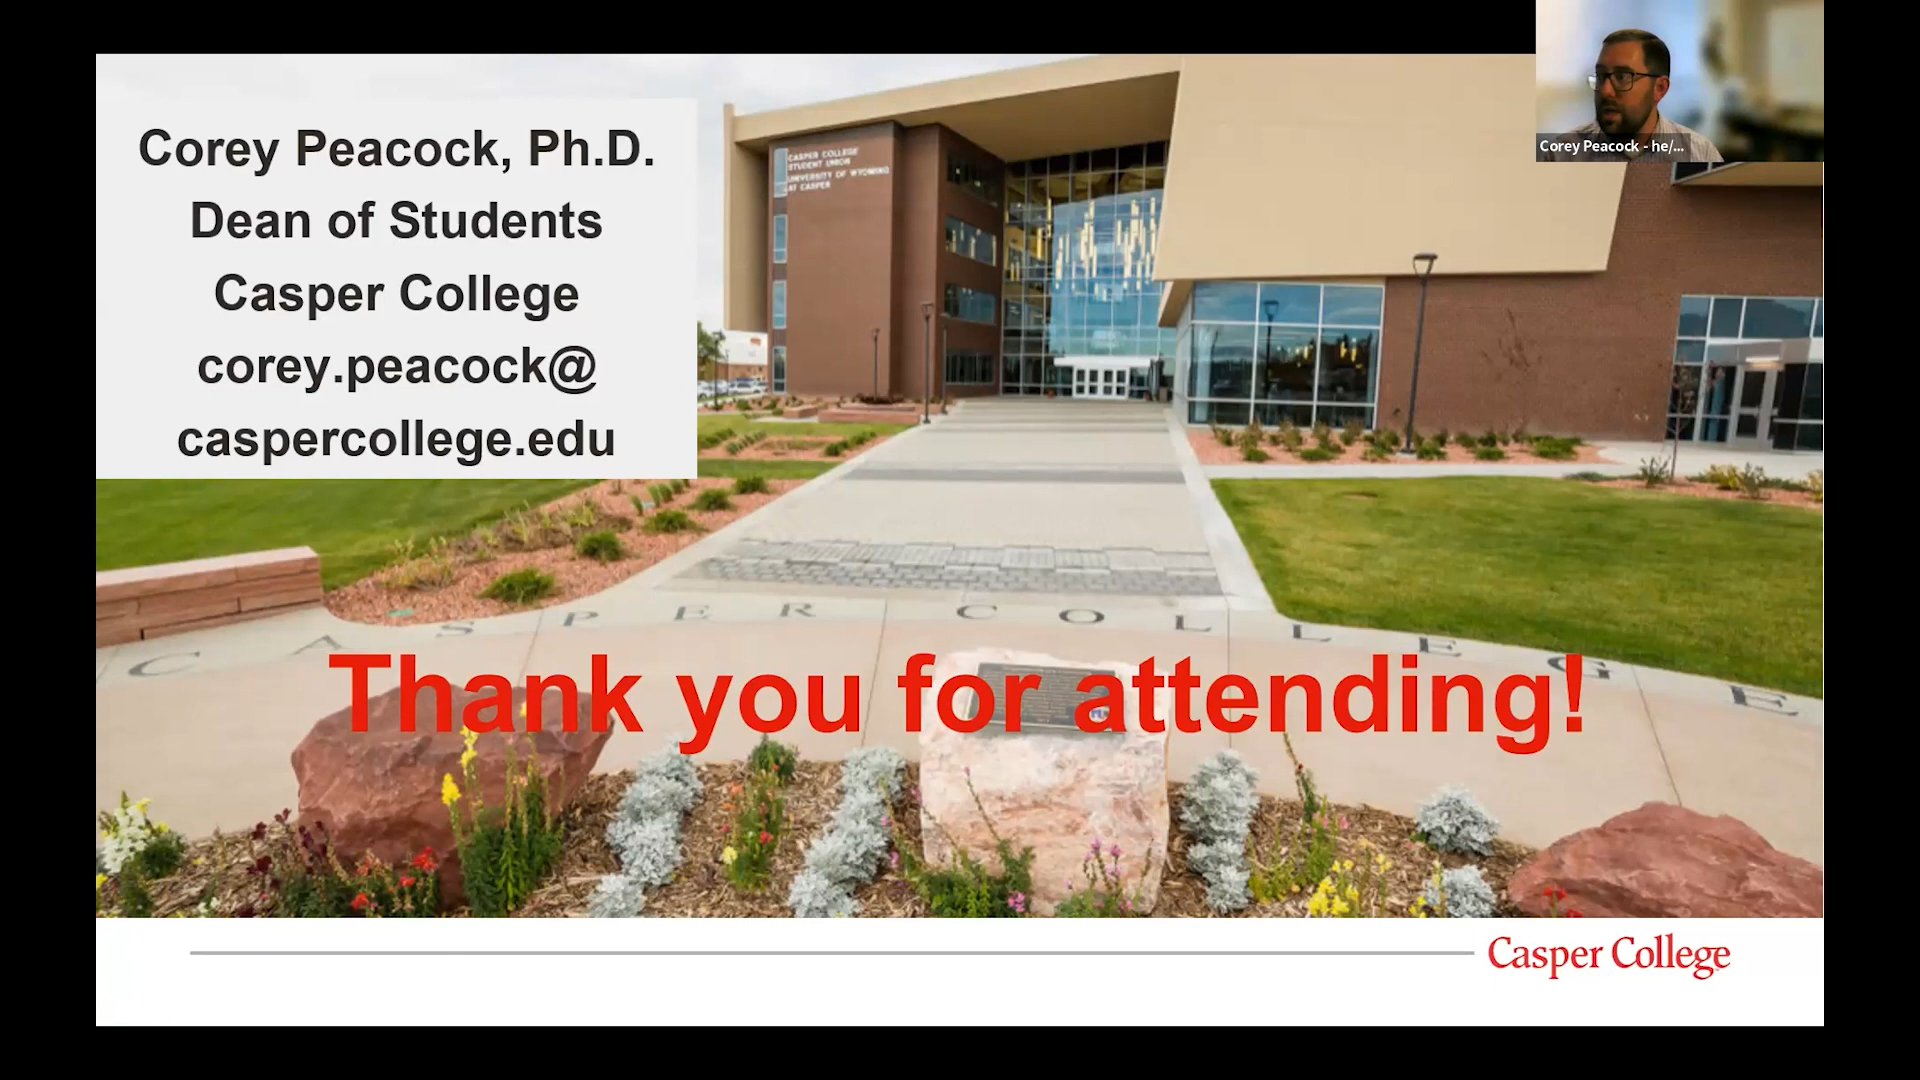 Corey Peacock - he/...
Corey Peacock, Ph.D.
Dean of Students
Casper College
corey.peacock@
caspercollege.edu
CASPER COLLEGE
STUDENT UNION
UNIVERSITY OF WYOMING
AT CASPER
CASPER COLLEGE
Thank you for attending!
Casper College